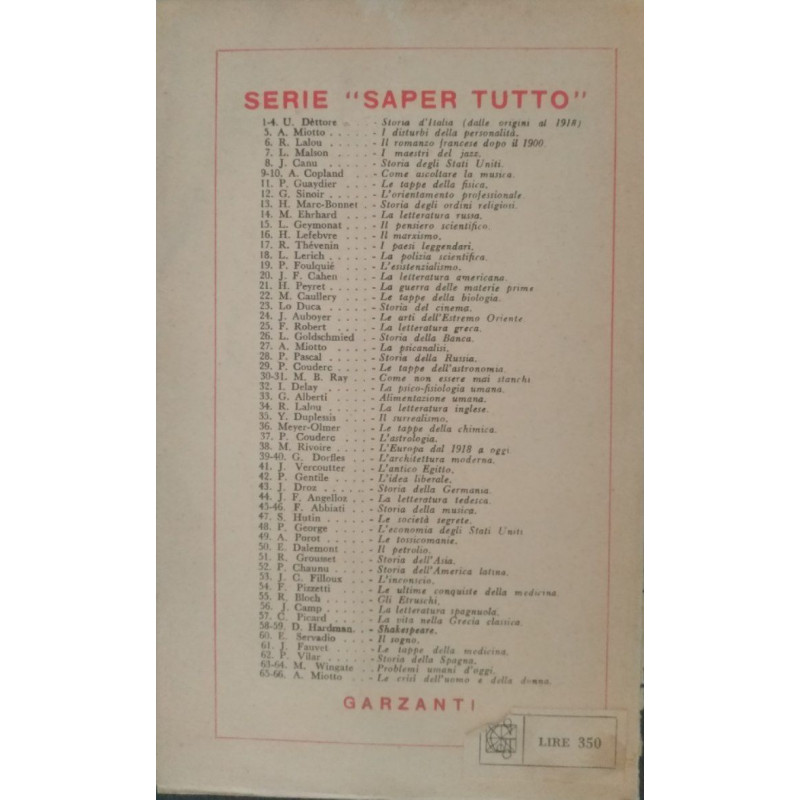 SERIE "SAPER TUTTO"
1-4. U. Dèttore . . - Storia d'Italia (dalle origini al 1918)
5. A. Miotto . . . . . - I disturbi della personalità.
6. R. Lalou . . . . . - Il romanzo francese dopo il 1900.
7. L. Malson . . . . - I maestri del jazz.
8. J. Canu . . . . . - Storia degli Stati Uniti.
9-10. A. Copland . . - Come ascoltare la musica.
11. P. Guaydier . . . - Le tappe della fisica.
12. G. Sinoir . . . . . - L'orientamento professionale
13. H. Marc-Bonnet . - Storia degli ordini religiosi.
14. M. Ehrhard . . . . - La letteratura russa.
15. L. Geymonat . . . - Il pensiero scientifico.
16. H. Lefebvre . . . - Il marxismo.
17. R. Thévenin . . . - I paesi leggendari.
18. L. Lerich . . . . . - La polizia scientifica.
19. P. Foulquié . . . - L'esistenzialismo.
20. J. F. Cahen . . . . - La letteratura americana.
21. H. Peyret . . . . - La guerra delle materie prime
22. M. Caullery . . . - Le tappe della biologia.
23. Lo Duca . . . . . - Storia del cinema.
24. J. Auboyer . . . . - Le arti dell'Estremo Oriente
25. F. Robert . . . . - La letteratura greca.
26. L. Goldschmied . - Storia della Banca.
27. A. Miotto . . . . - La psicanalisi.
28. P. Pascal . . . . . - Storia della Russia.
29. P. Couderc . . . . - Le tappe dell'astronomia.
30-31. M. B. Ray . . - Come non essere mai stanchi
32. I. Delay . . . . . - La psico-fisiologia umana.
33. G. Alberti . . . . - Alimentazione umana.
34. R. Lalou . . . . . - La letteratura inglese.
35. Y. Duplessis . . . - Il surrealismo.
36. Meyer-Olmer . . . - Le tappe della chimica.
37. P. Couderc . . . - L'astrologia.
38. M. Rivoire . . . . - L'Europa dal 1918 a oggi
39-40. G. Dorfles . . - L'architettura moderna.
41. J. Vercoutter . . . - L'antico Egitto.
42. P. Gentile . . . . - L'idea liberale.
43. J. Droz . . . . . . - Storia della Germania.
44. J. F. Angelloz . . - La letteratura tedesca.
45-46. F. Abbiati . . - Storia della musica.
47. S. Hutin . . . . . - Le società segrete.
48. P. George . . . . - L'economia degli Stati Uniti
49. A. Porot . . . . . - Le tossicomanie.
50. E. Dalemont . . . - Il petrolio.
51. R. Grousset . . . - Storia dell'Asia.
52. P. Chaunu . . . . - Storia dell'America latina.
53. J. C. Filloux . . . - L'inconscio.
54. F. Piszetti . . . . - Le ultime conquiste della medicina
55. R. Bloch . . . . . - Gli Etruschi.
56. J. Camp . . . . . - La letteratura spagnuola.
57. C. Picard . . . . - La vita nella Grecia classica.
58-59. D. Hardman. . - Shakespeare.
60. E. Servadio . . . - Il sogno.
61. J. Fauvet . . . . - Le tappe della medicina.
62. P. Vilar . . . . . - Storia della Spagna.
63-64. M. Wingate . . - Problemi umani d'oggi.
65-66. A. Miotto . . . - Le crisi dell'uomo e della donna.
GARZANTI
LIRE 350